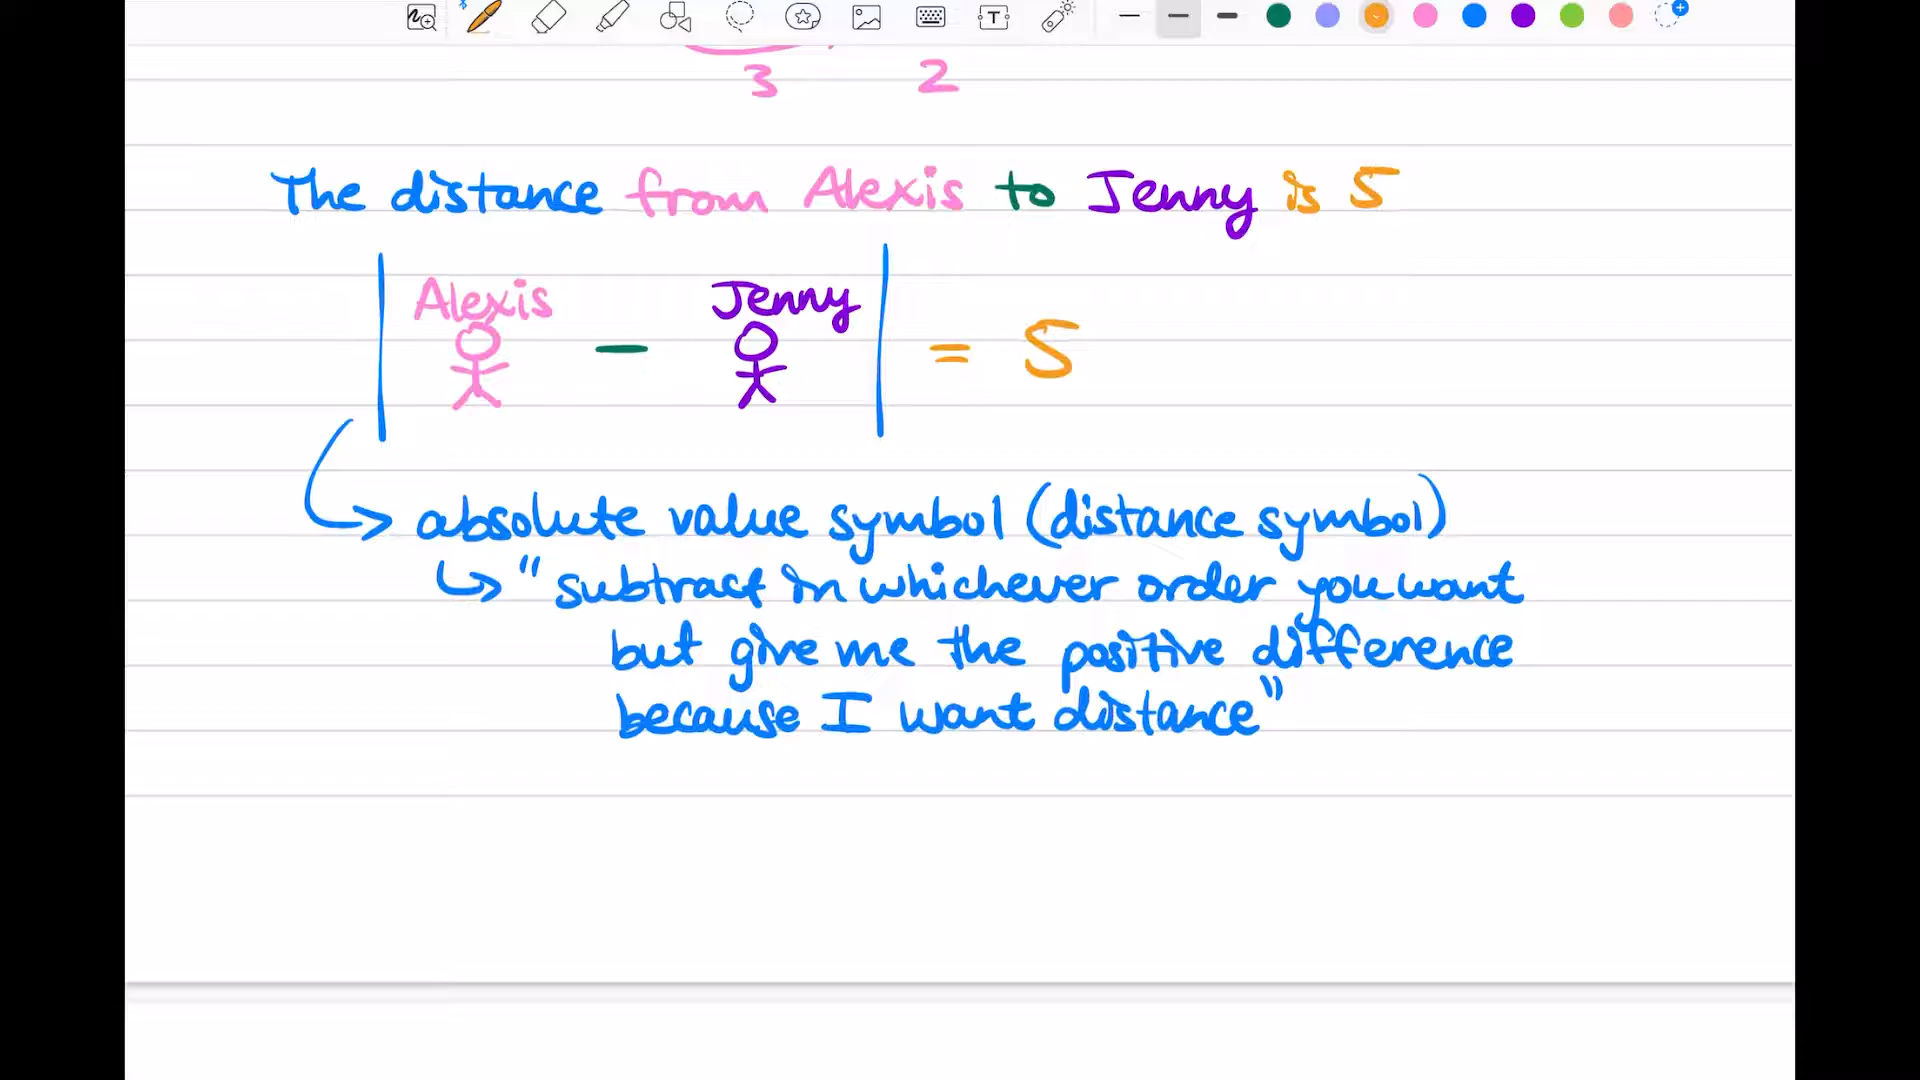 3 2
The distance from Alexis to Jenny is 5
Alexis Jenny
| - | = 5
absolute value symbol (distance symbol)
"subtract in whichever order you want
but give me the positive difference
because I want distance"